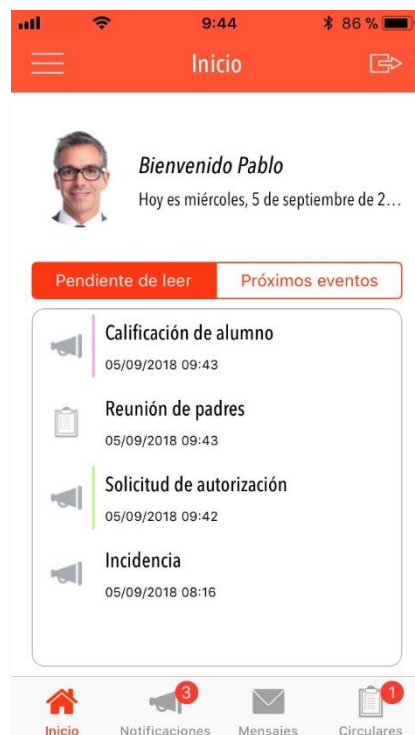 9:44
86 %
Inicio
Bienvenido Pablo
Hoy es miércoles, 5 de septiembre de 2...
Pendiente de leer
Próximos eventos
Calificación de alumno
05/09/2018 09:43
Reunión de padres
05/09/2018 09:43
Solicitud de autorización
05/09/2018 09:42
Incidencia
05/09/2018 08:16
3
1
Inicio
Notificaciones
Mensajes
Circulares